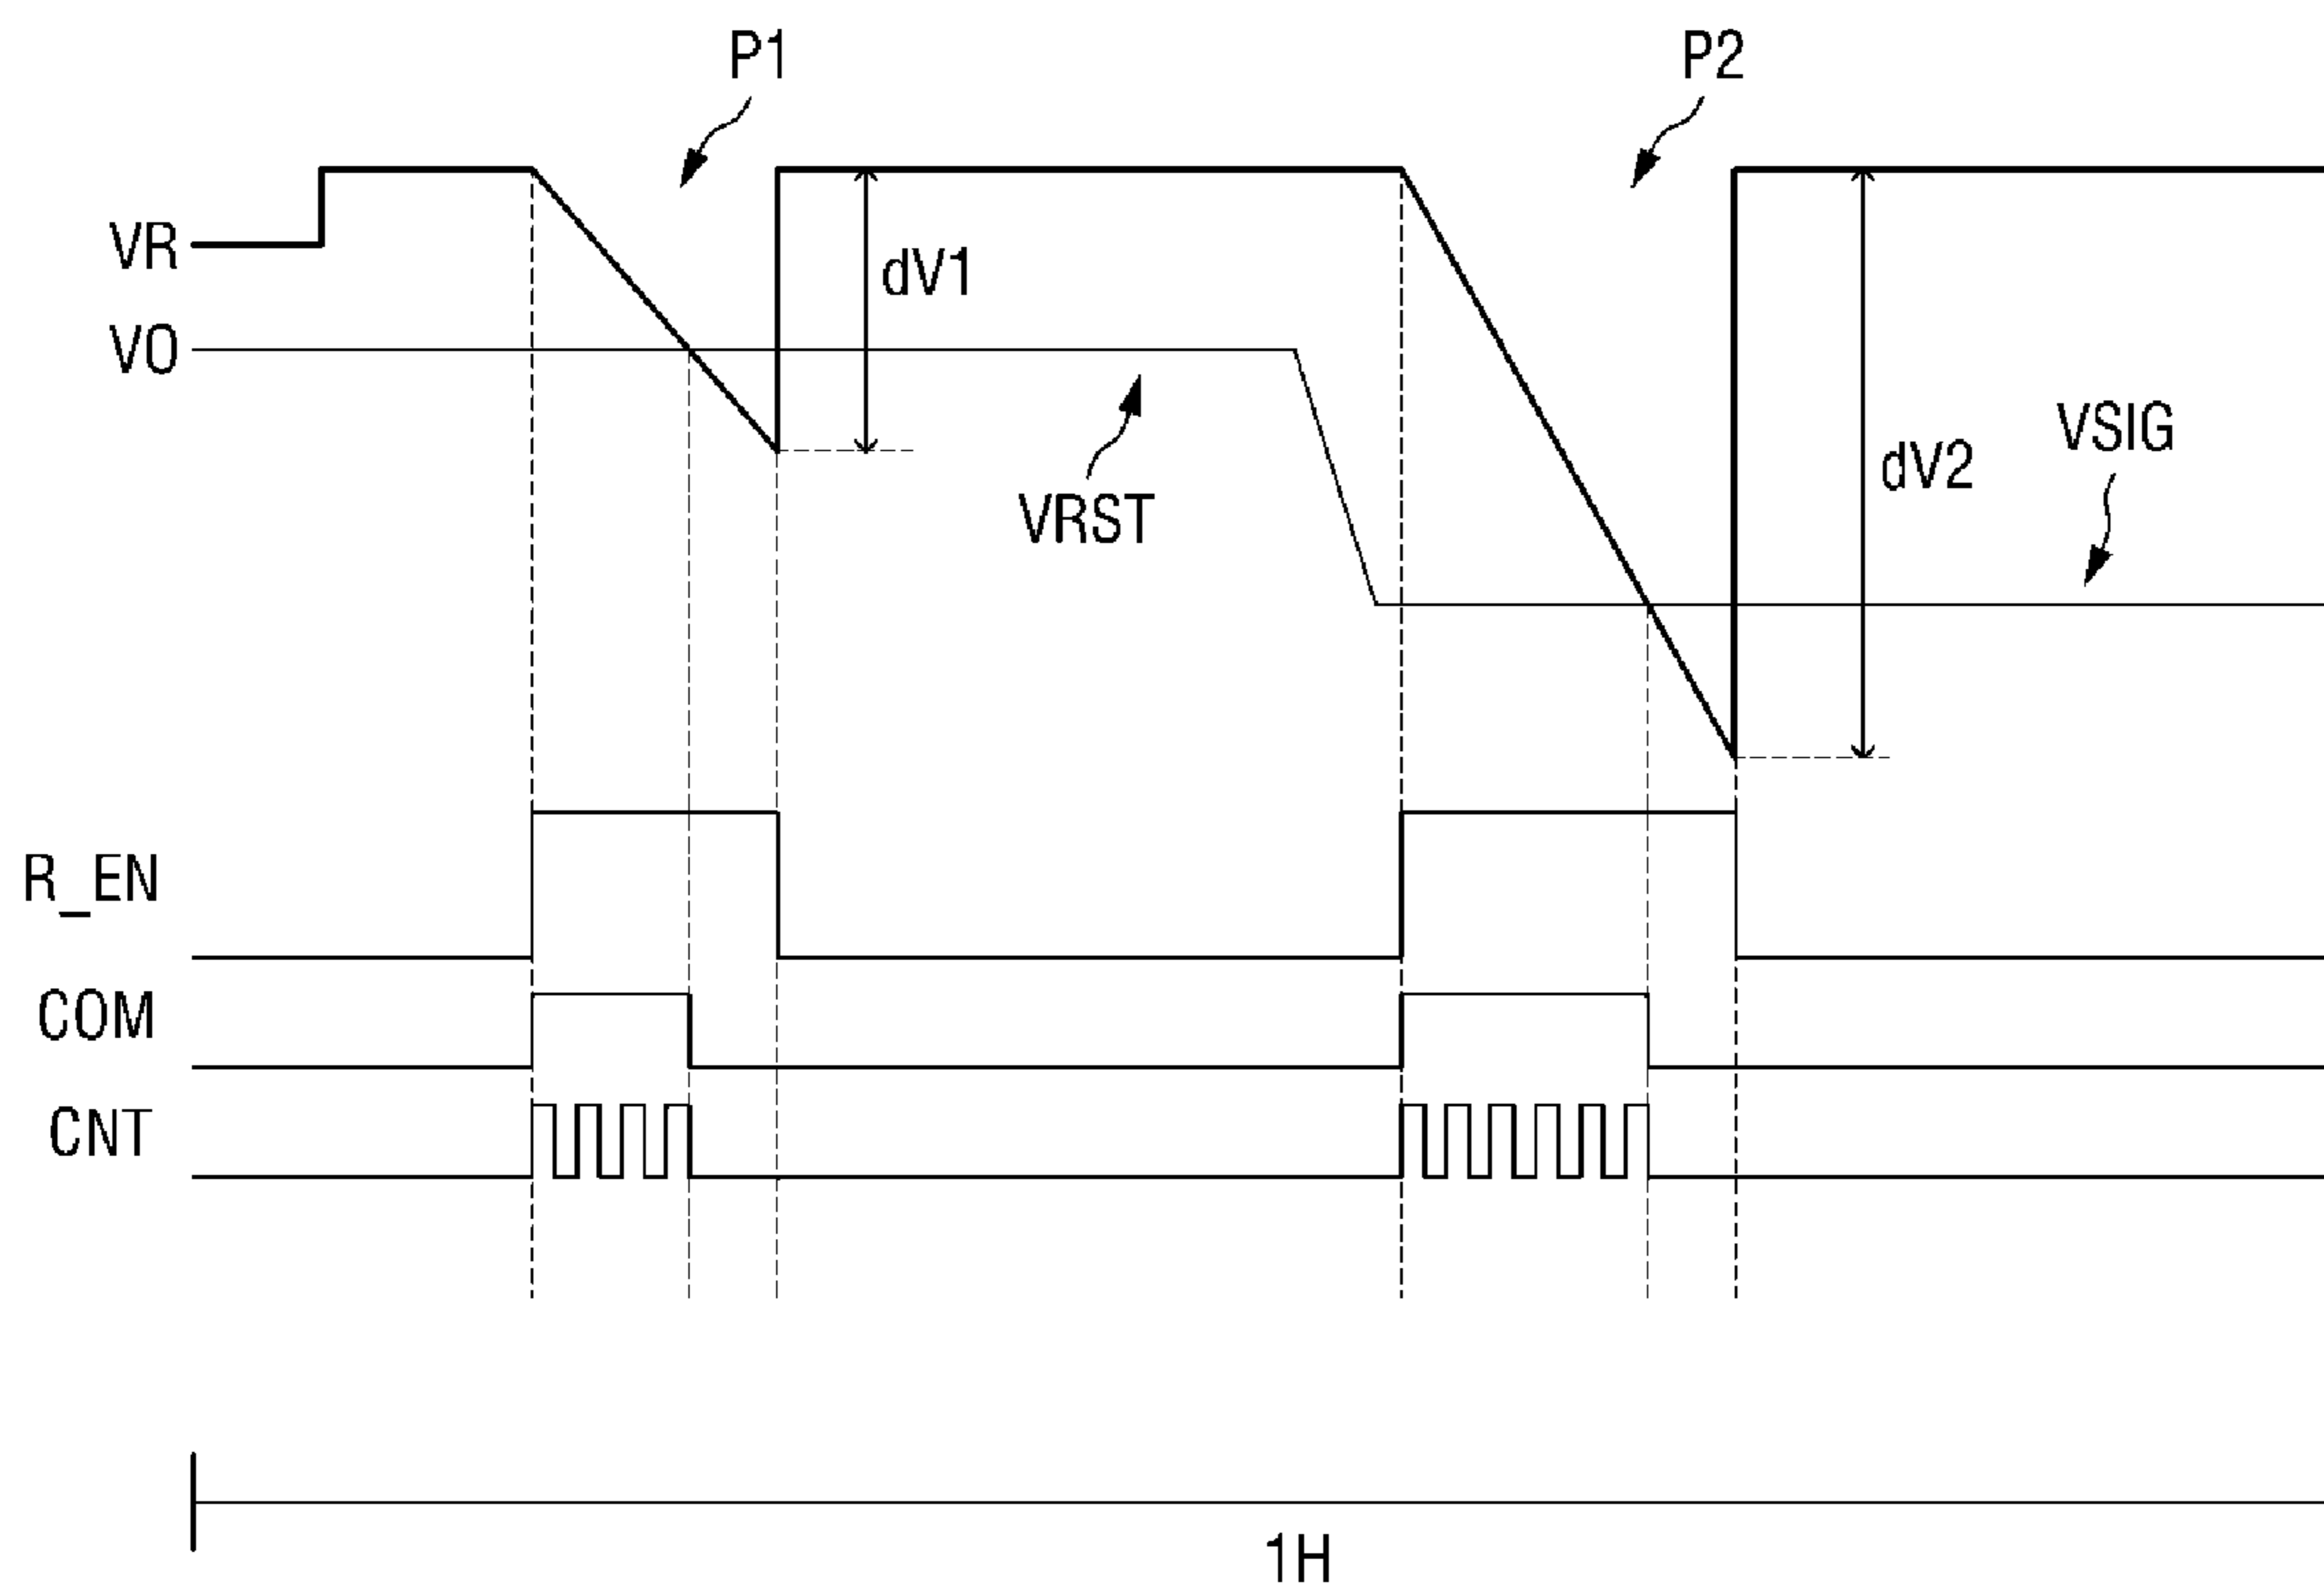 P1
P2
VR
dV1
VO
VSIG
dV2
VRST
R_EN
COM
CNT
1H